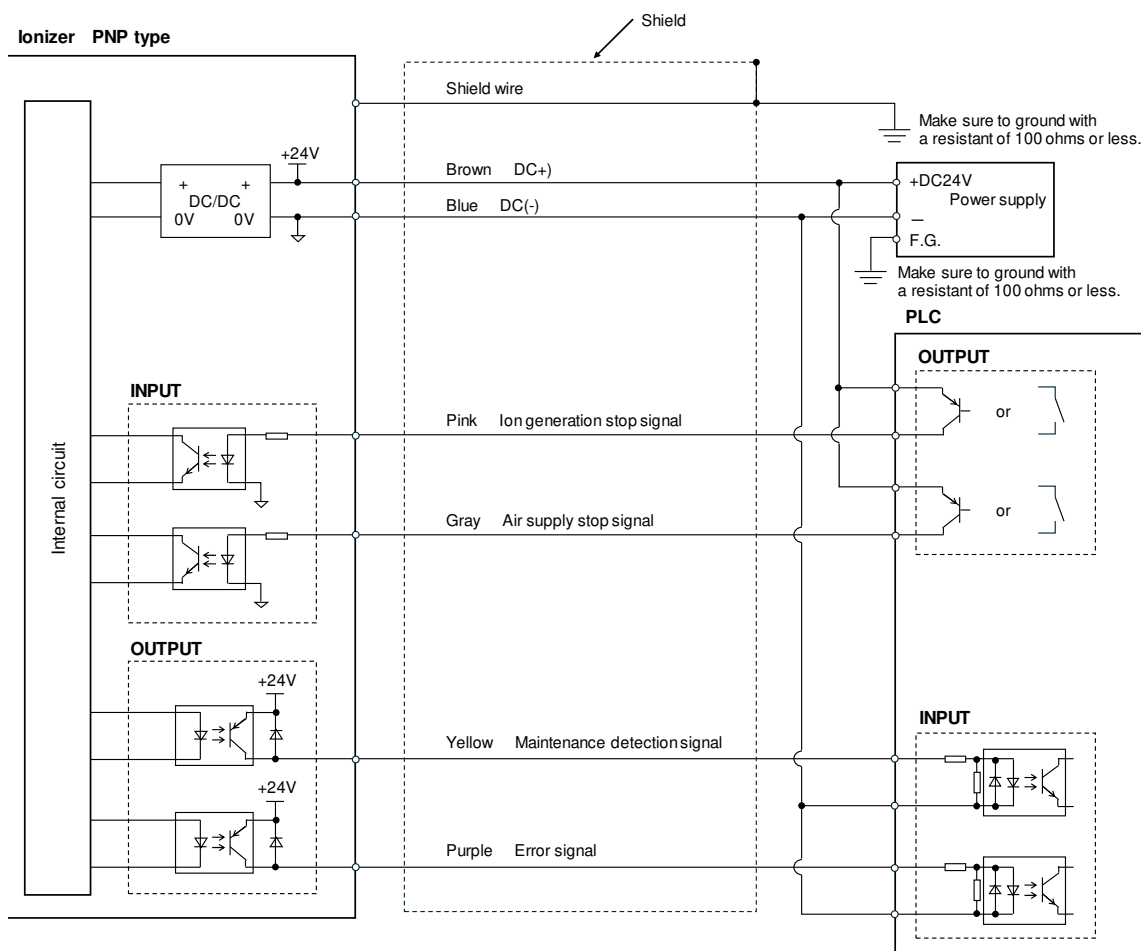 Shield
Ionizer PNP type
Shield wire
Make sure to ground with
a resistant of 100 ohms or less.
+24V
Brown DC+)
+ +
DC/DC
0V 0V
Blue DC(-)
+DC24V
Power supply
—
F.G.
Make sure to ground with
a resistant of 100 ohms or less.
PLC
OUTPUT
INPUT
Pink Ion generation stop signal
or
Internal circuit
Gray Air supply stop signal
or
OUTPUT
+24V
INPUT
Yellow Maintenance detection signal
+24V
Purple Error signal